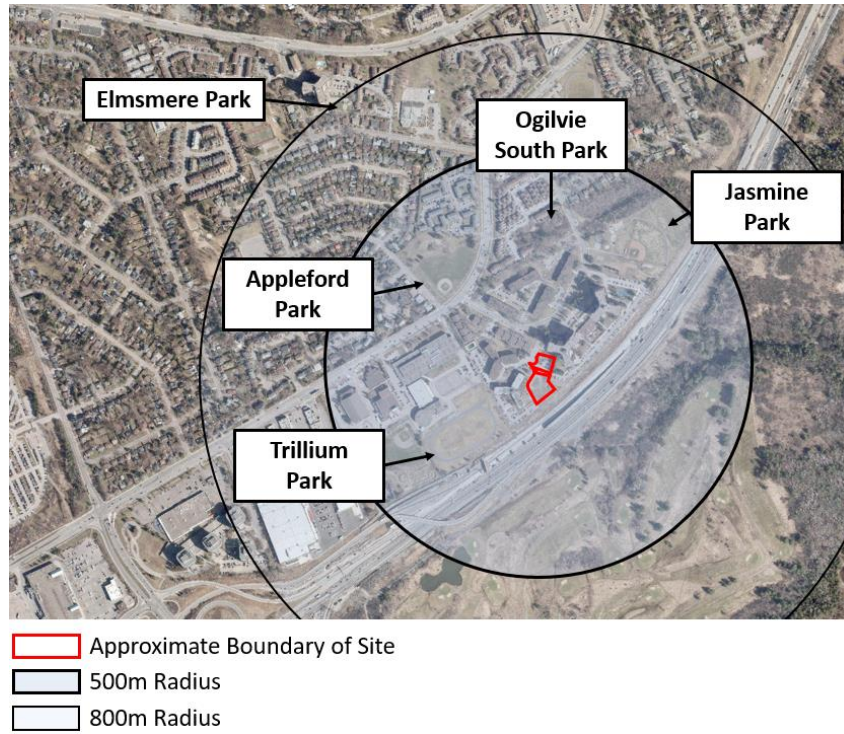 Elmsmere Park
Ogilvie
South Park
Jasmine
Park
Appleford
Park
Trillium
Park
Approximate Boundary of Site
500m Radius
800m Radius